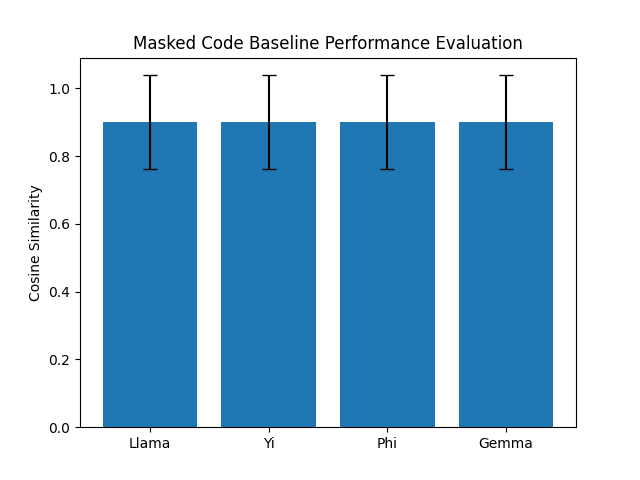 Masked Code Baseline Performance Evaluation
Cosine Similarity
1.0
0.8
0.6
0.4
0.2
0.0
Llama Yi Phi Gemma